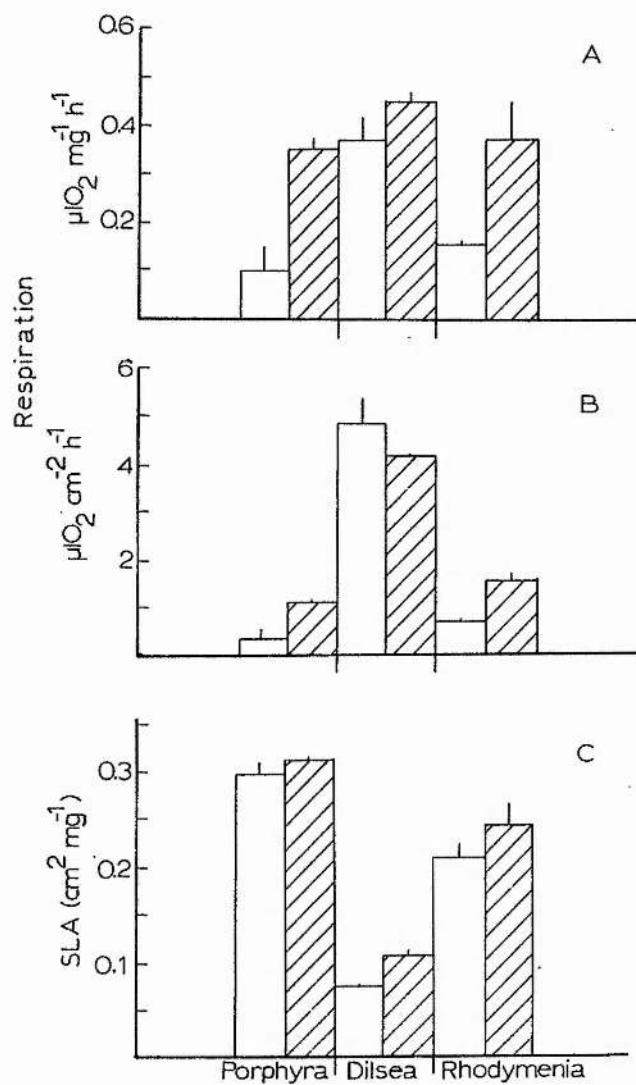 Respiration
A
µlO₂ mg⁻¹ h⁻¹
0.6
0.4
0.2
B
µlO₂ cm⁻² h⁻¹
6
4
2
C
SLA (cm² mg⁻¹)
0.3
0.2
0.1
Porphyra Dilsea Rhodymenia